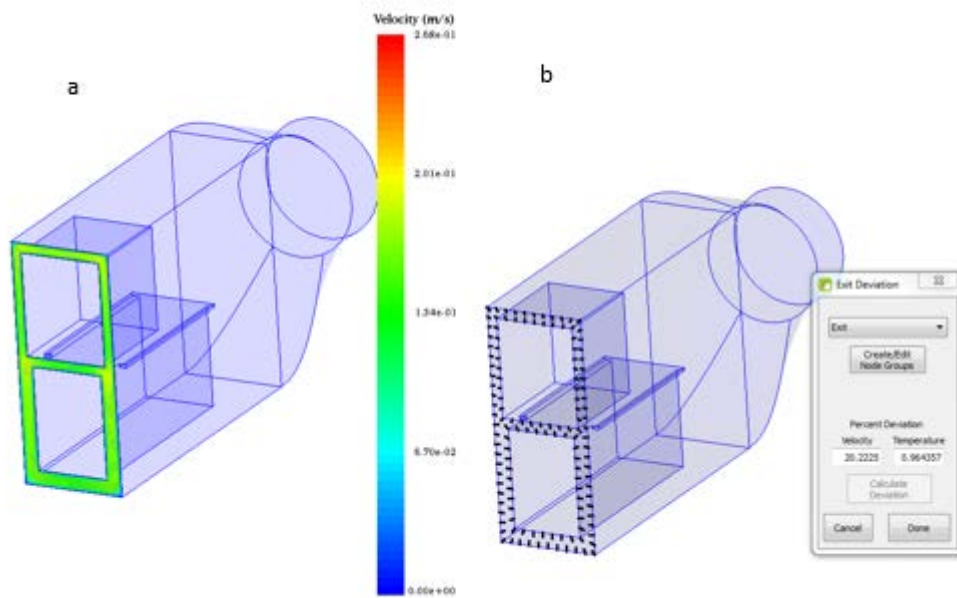 Velocity (m/s)
2.68e-01
a
b
2.01e-01
1.34e-01
6.70e-02
0.00e+00
Exit Deviation
Exit
Create/Edit
Node Groups
Percent Deviation
Velocity Temperature
20.2225 0.964357
Calculate
Deviation
Cancel Done